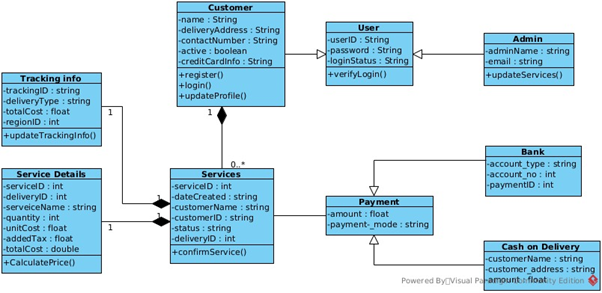 Customer
-name : String
-deliveryAddress : String
-contactNumber : String
-active : boolean
-creditCardInfo : String
+register()
+login()
+updateProfile()
User
-userID : String
-password : String
-loginStatus : String
+verifyLogin()
Admin
-adminName : String
-email : string
+updateServices()
Tracking info
-trackingID : string
-deliveryType : string
-totalCost : float
-regionID : int
+updateTrackingInfo()
1
1
1
0..*
Service Details
-serviceID : int
-deliveryID : int
-serveiceName : string
-quantity : int
-unitCost : float
-addedTax : float
-totalCost : double
+CalculatePrice()
1
1
Services
-serviceID : int
-dateCreated : string
-customerName : string
-customerID : string
-status : string
-deliveryID : int
+confirmService()
Payment
-amount : float
-payment-_mode : string
Bank
-account_type : string
-account_no : int
-paymentID : int
Cash on Delivery
-customerName : string
-customer_address : string
-amount : float
Powered By Visual Paradigm Community Edition